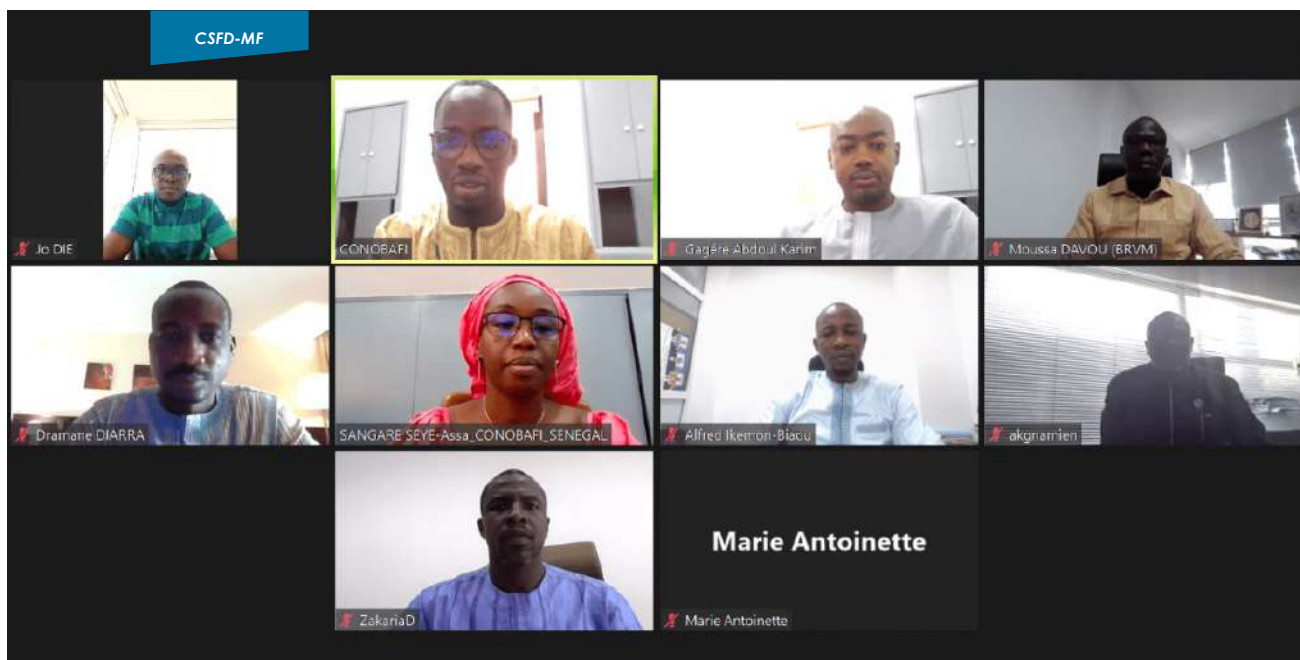 CSFD-MF
Jo DIE
CONOBAFI
Gagére Abdoul Karim
Moussa DAVOU (BRVM)
Dramane DIARRA
SANGARE SEYE-Assa_CONOBAFI_SENEGAL
Alfred Ikemon-Biaou
akgnamien
ZakariaD
Marie Antoinette
Marie Antoinette